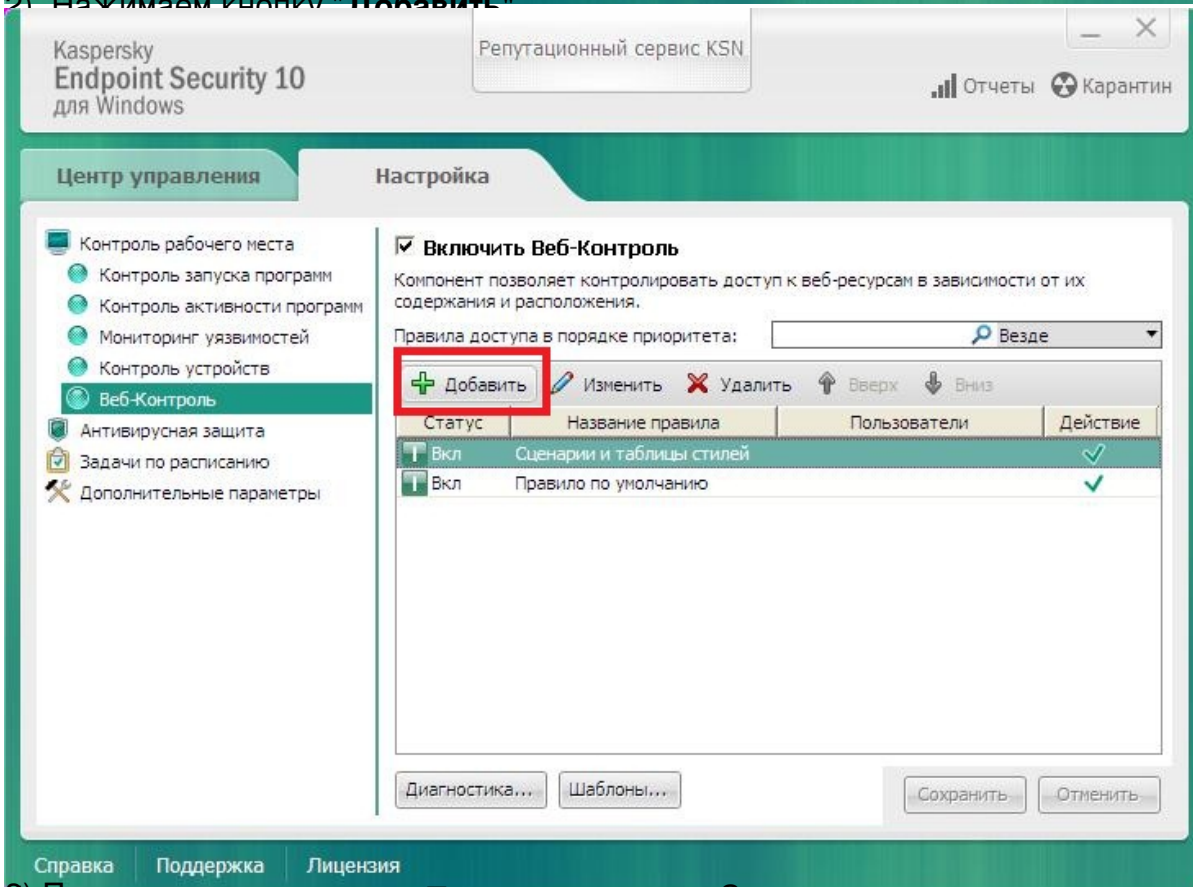 2) Нажимаем кнопку "Добавить"
Kaspersky
Endpoint Security 10
для Windows
Репутационный сервис KSN
Отчеты Карантин
Центр управления Настройка
Контроль рабочего места
Контроль запуска программ
Контроль активности программ
Мониторинг уязвимостей
Контроль устройств
Веб-Контроль
Антивирусная защита
Задачи по расписанию
Дополнительные параметры
Включить Веб-Контроль
Компонент позволяет контролировать доступ к веб-ресурсам в зависимости от их
содержания и расположения.
Правила доступа в порядке приоритета: Везде
Добавить Изменить Удалить Вверх Вниз
Статус Название правила Пользователи Действие
Вкл Сценарии и таблицы стилей
Вкл Правило по умолчанию
Диагностика... Шаблоны... Сохранить Отменить
Справка Поддержка Лицензия